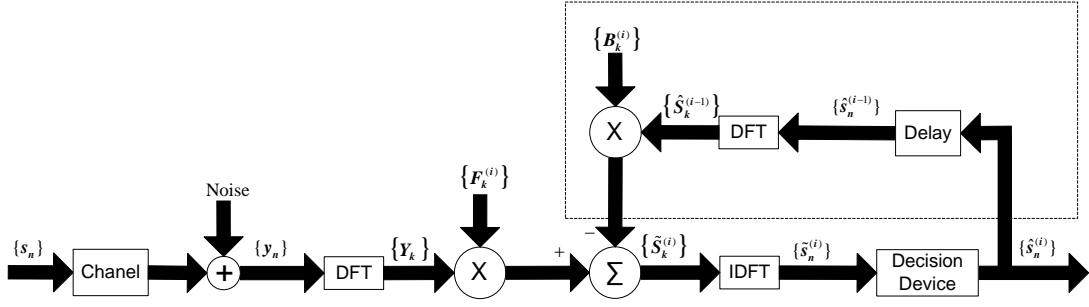 {B_k^(i)}
{Ŝ_k^(i-1)}
{ŝ_n^(i-1)}
X
DFT
Delay
{F_k^(i)}
Noise
−
{s_n}
{y_n}
{Y_k}
+
{S̃_k^(i)}
{s̃_n^(i)}
{ŝ_n^(i)}
Chanel
+
DFT
X
Σ
IDFT
Decision
Device